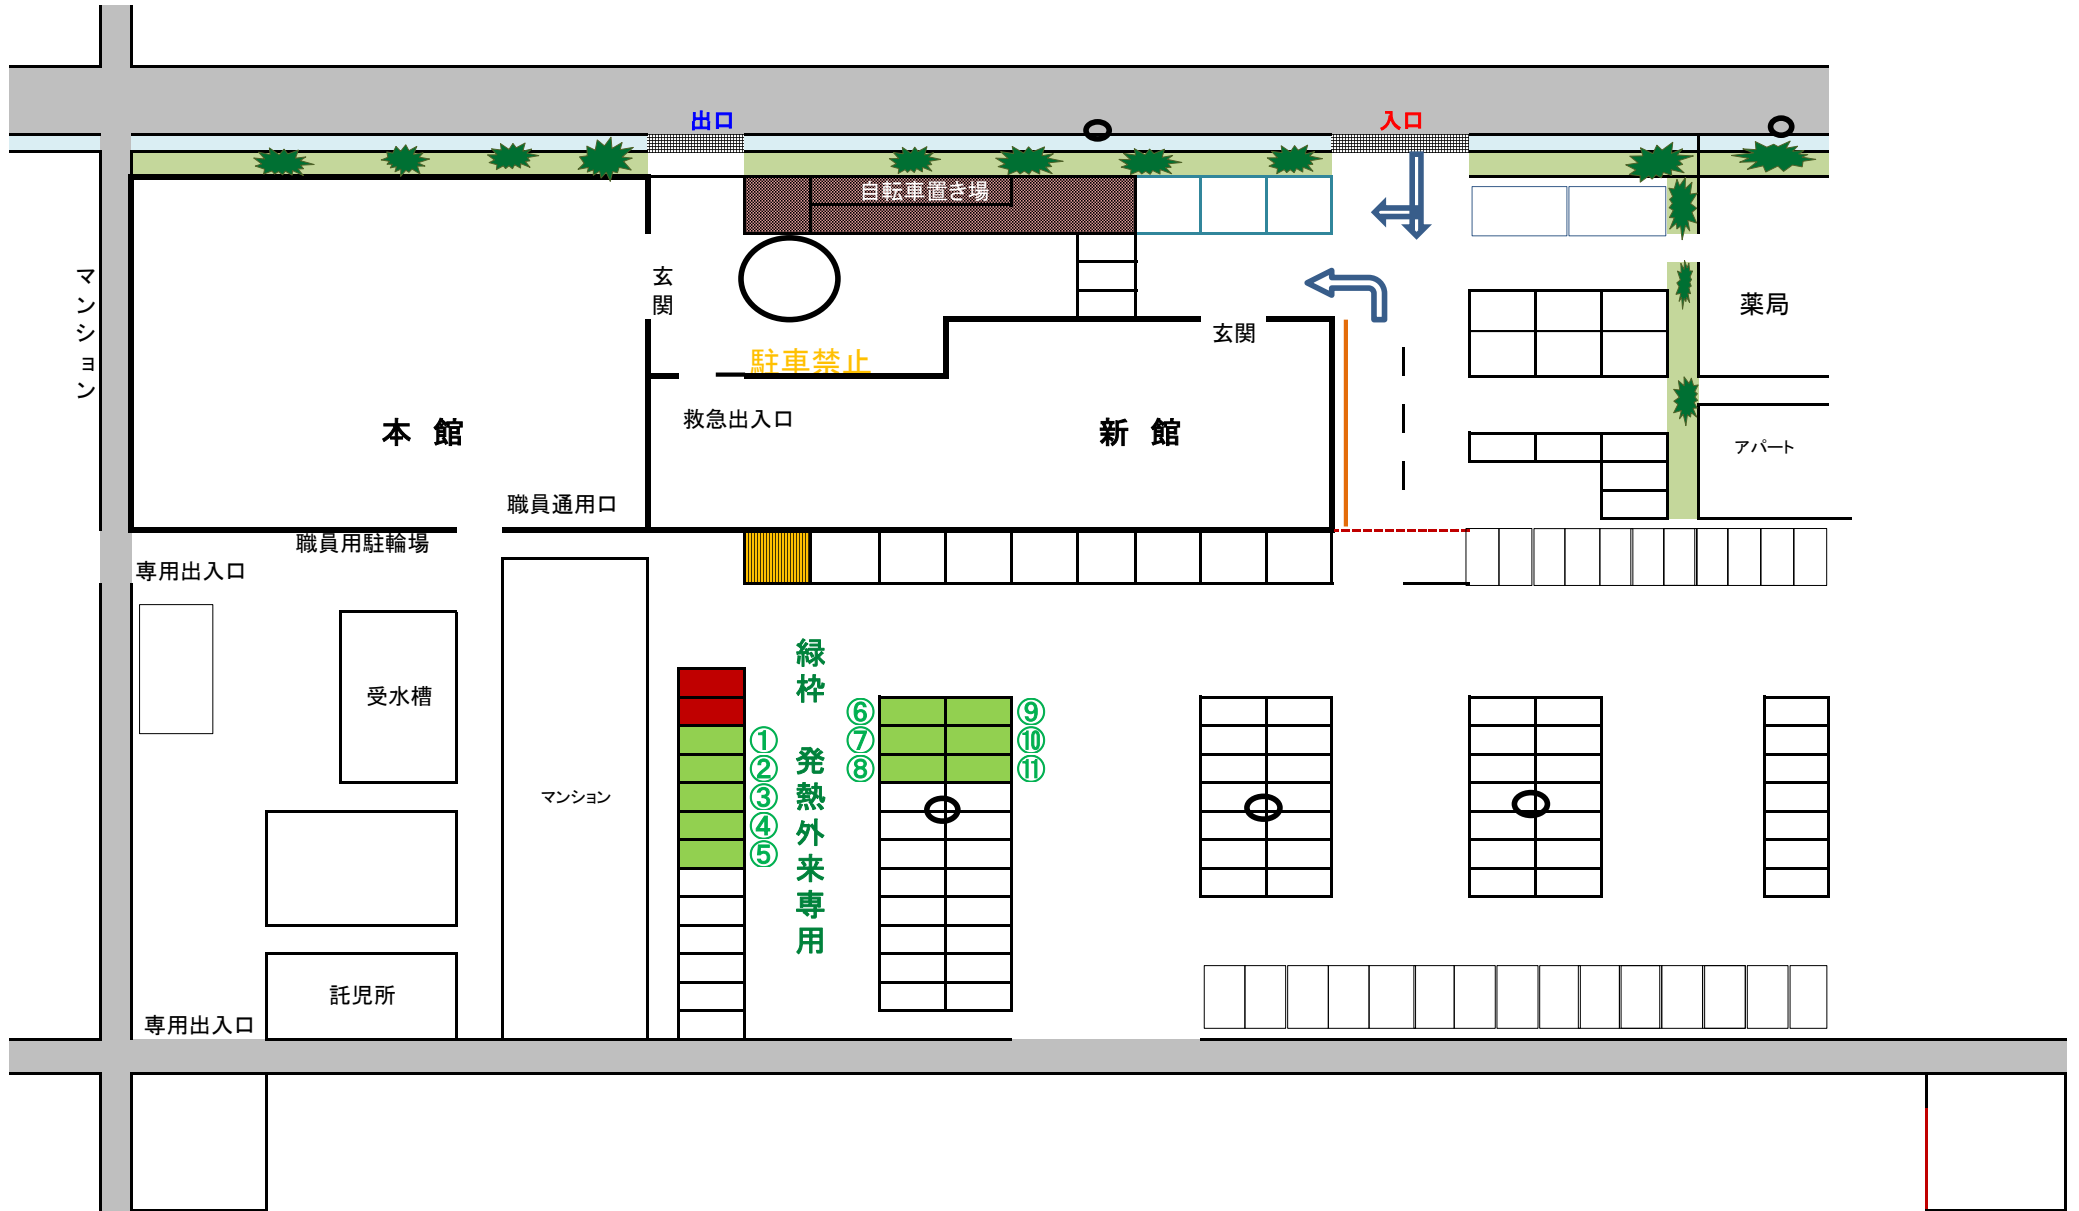 出口
入口
自転車置き場
マンション
玄関
薬局
玄関
駐車禁止
救急出入口
本　館
新　館
アパート
職員通用口
職員用駐輪場
専用出入口
緑枠　発熱外来専用
受水槽
マンション
①
②
③
④
⑤
⑥
⑦
⑧
⑨
⑩
⑪
託児所
専用出入口